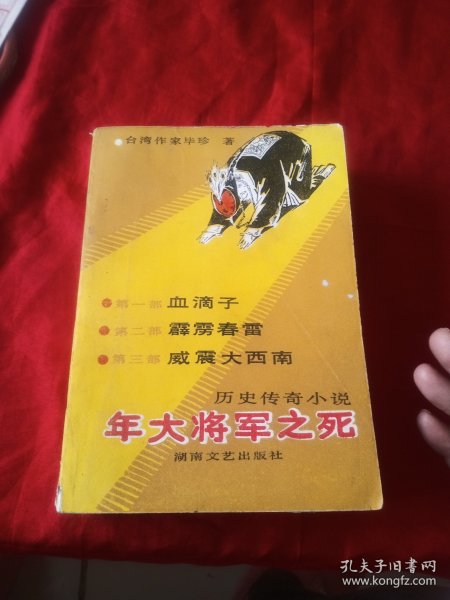 台湾作家毕珍 著
第一部 血滴子
第二部 霹雳春雷
第三部 威震大西南
历史传奇小说
年大将军之死
湖南文艺出版社
孔夫子旧书网
www.kongfz.com